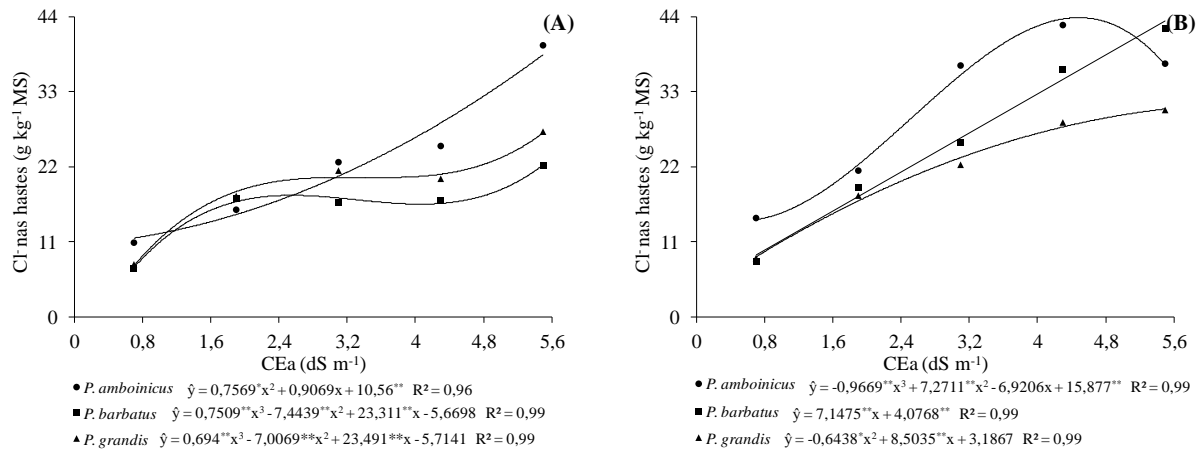 (A)
Cl- nas hastes (g kg-1 MS)
44
33
22
11
0
0 0,8 1,6 2,4 3,2 4 4,8 5,6
CEa (dS m-1)
P. amboinicus ŷ = 0,7569*x² + 0,9069x + 10,56** R² = 0,96
P. barbatus ŷ = 0,7509**x³ - 7,4439**x² + 23,311**x - 5,6698 R² = 0,99
P. grandis ŷ = 0,694**x³ - 7,0069**x² + 23,491**x - 5,7141 R² = 0,99
(B)
Cl- nas hastes (g kg-1 MS)
44
33
22
11
0
0 0,8 1,6 2,4 3,2 4 4,8 5,6
CEa (dS m-1)
P. amboinicus ŷ = -0,9669**x³ + 7,2711**x² - 6,9206x + 15,877** R² = 0,99
P. barbatus ŷ = 7,1475**x + 4,0768** R² = 0,99
P. grandis ŷ = -0,6438*x² + 8,5035**x + 3,1867 R² = 0,99